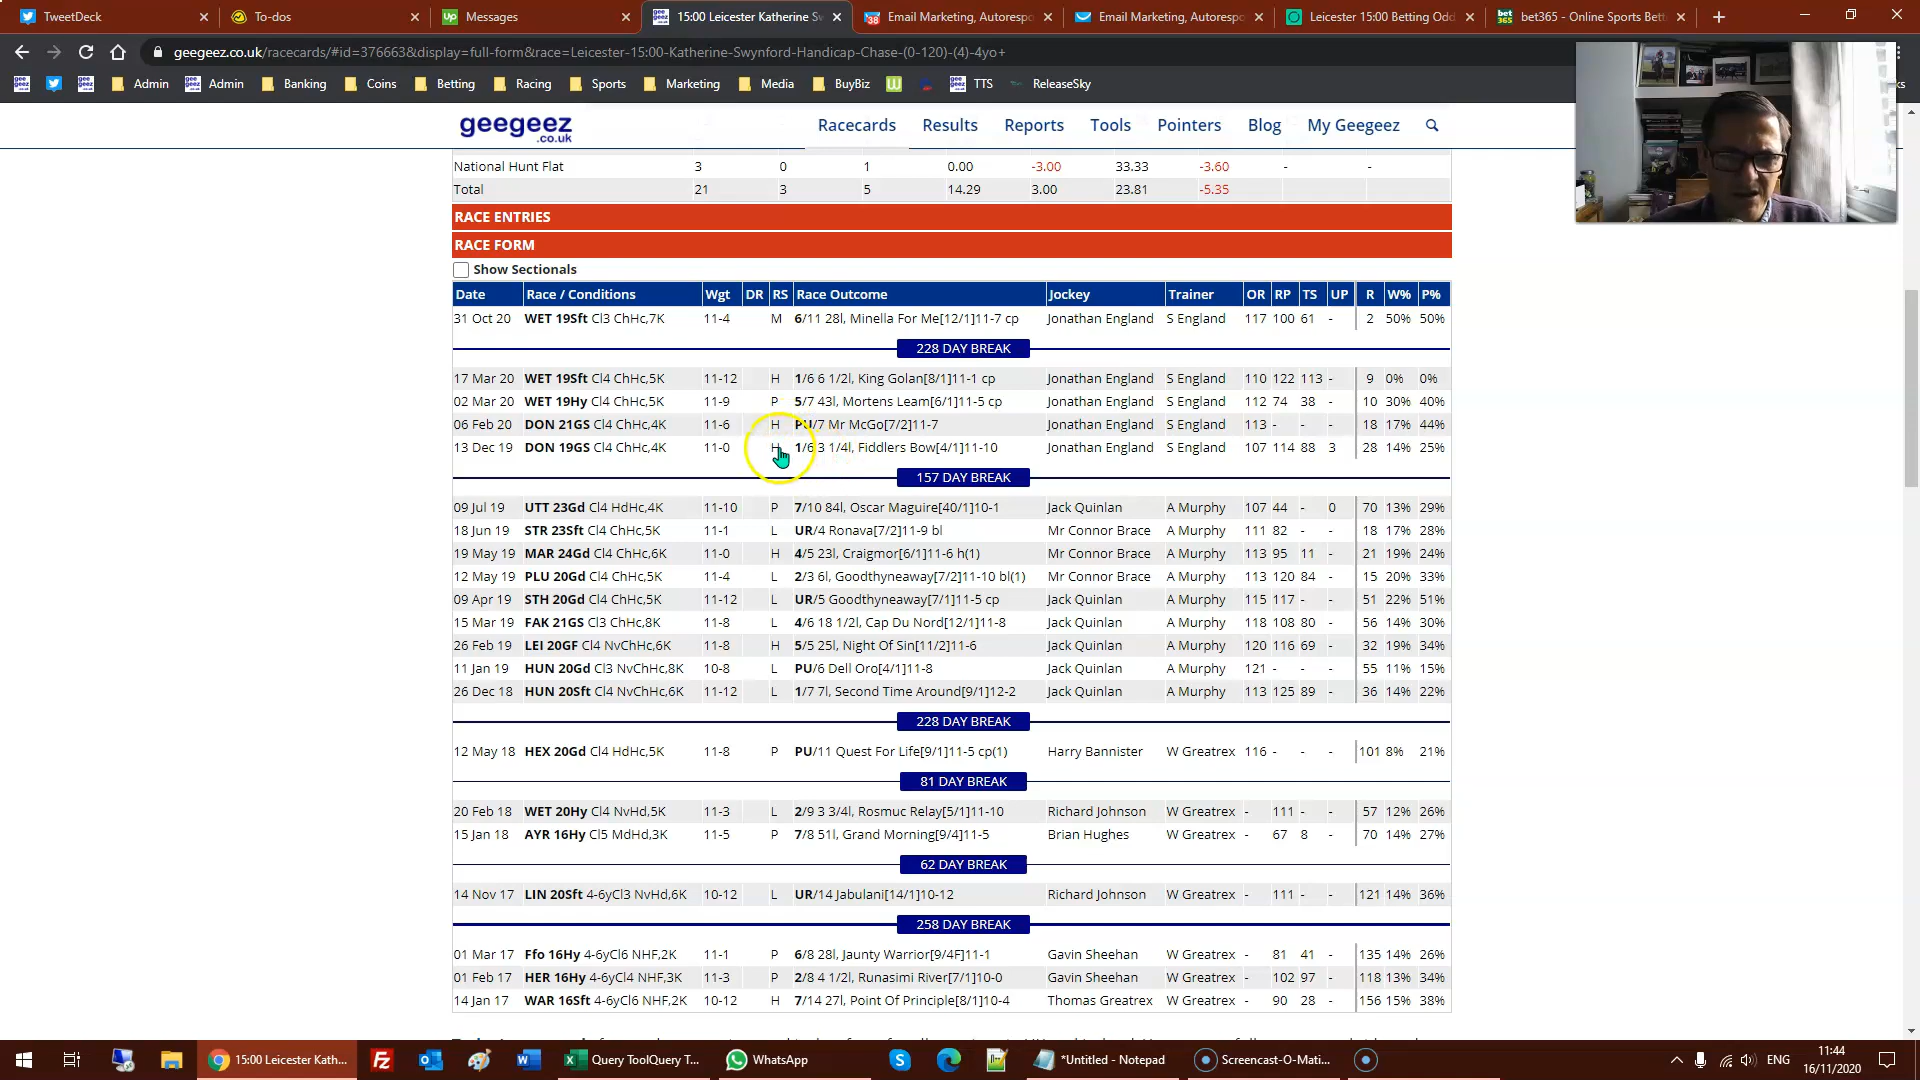 TweetDeck To-dos Messages 15:00 Leicester Katherine Sw Email Marketing, Autorespo Email Marketing, Autorespo Leicester 15:00 Betting Odd bet365 - Online Sports Bett
geegeez.co.uk/racecards/#id=376663&display=full-form&race=Leicester-15:00-Katherine-Swynford-Handicap-Chase-(0-120)-(4)-4yo+
Admin Admin Banking Coins Betting Racing Sports Marketing Media BuyBiz TTS ReleaseSky
geegeez.co.uk Racecards Results Reports Tools Pointers Blog My Geegeez
National Hunt Flat 3 0 1 0.00 -3.00 33.33 -3.60 - -
Total 21 3 5 14.29 3.00 23.81 -5.35
RACE ENTRIES
RACE FORM
Show Sectionals
Date Race / Conditions Wgt DR RS Race Outcome Jockey Trainer OR RP TS UP R W% P%
31 Oct 20 WET 19Sft Cl3 ChHc,7K 11-4 M 6/11 28l, Minella For Me[12/1]11-7 cp Jonathan England S England 117 100 61 - 2 50% 50%
228 DAY BREAK
17 Mar 20 WET 19Sft Cl4 ChHc,5K 11-12 H 1/6 6 1/2l, King Golan[8/1]11-1 cp Jonathan England S England 110 122 113 - 9 0% 0%
02 Mar 20 WET 19Hy Cl4 ChHc,5K 11-9 P 5/7 43l, Mortens Leam[6/1]11-5 cp Jonathan England S England 112 74 38 - 10 30% 40%
06 Feb 20 DON 21GS Cl4 ChHc,4K 11-6 H PU/7 Mr McGo[7/2]11-7 Jonathan England S England 113 - - - 18 17% 44%
13 Dec 19 DON 19GS Cl4 ChHc,4K 11-0 H 1/6 3 1/4l, Fiddlers Bow[4/1]11-10 Jonathan England S England 107 114 88 3 28 14% 25%
157 DAY BREAK
09 Jul 19 UTT 23Gd Cl4 HdHc,4K 11-10 P 7/10 84l, Oscar Maguire[40/1]10-1 Jack Quinlan A Murphy 107 44 - 0 70 13% 29%
18 Jun 19 STR 23Sft Cl4 ChHc,5K 11-1 L UR/4 Ronava[7/2]11-9 bl Mr Connor Brace A Murphy 111 82 - - 18 17% 28%
19 May 19 MAR 24Gd Cl4 ChHc,6K 11-0 H 4/5 23l, Craigmor[6/1]11-6 h(1) Mr Connor Brace A Murphy 113 95 11 - 21 19% 24%
12 May 19 PLU 20Gd Cl4 ChHc,5K 11-4 L 2/3 6l, Goodthyneaway[7/2]11-10 bl(1) Mr Connor Brace A Murphy 113 120 84 - 15 20% 33%
09 Apr 19 STH 20Gd Cl4 ChHc,5K 11-12 L UR/5 Goodthyneaway[7/1]11-5 cp Jack Quinlan A Murphy 115 117 - - 51 22% 51%
15 Mar 19 FAK 21GS Cl3 ChHc,8K 11-8 L 4/6 18 1/2l, Cap Du Nord[12/1]11-8 Jack Quinlan A Murphy 118 108 80 - 56 14% 30%
26 Feb 19 LEI 20GF Cl4 NvChHc,6K 11-8 H 5/5 25l, Night Of Sin[11/2]11-6 Jack Quinlan A Murphy 120 116 69 - 32 19% 34%
11 Jan 19 HUN 20Gd Cl3 NvChHc,8K 10-8 L PU/6 Dell Oro[4/1]11-8 Jack Quinlan A Murphy 121 - - - 55 11% 15%
26 Dec 18 HUN 20Sft Cl4 NvChHc,6K 11-12 L 1/7 7l, Second Time Around[9/1]12-2 Jack Quinlan A Murphy 113 125 89 - 36 14% 22%
228 DAY BREAK
12 May 18 HEX 20Gd Cl4 HdHc,5K 11-8 P PU/11 Quest For Life[9/1]11-5 cp(1) Harry Bannister W Greatrex 116 - - - 101 8% 21%
81 DAY BREAK
20 Feb 18 WET 20Hy Cl4 NvHd,5K 11-3 L 2/9 3 3/4l, Rosmuc Relay[5/1]11-10 Richard Johnson W Greatrex - 111 - - 57 12% 26%
15 Jan 18 AYR 16Hy Cl5 MdHd,3K 11-5 P 7/8 51l, Grand Morning[9/4]11-5 Brian Hughes W Greatrex - 67 8 - 70 14% 27%
62 DAY BREAK
14 Nov 17 LIN 20Sft 4-6yCl3 NvHd,6K 10-12 L UR/14 Jabulani[14/1]10-12 Richard Johnson W Greatrex - 111 - - 121 14% 36%
258 DAY BREAK
01 Mar 17 Ffo 16Hy 4-6yCl6 NHF,2K 11-1 P 6/8 28l, Jaunty Warrior[9/4F]11-1 Gavin Sheehan W Greatrex - 81 41 - 135 14% 26%
01 Feb 17 HER 16Hy 4-6yCl4 NHF,3K 11-3 P 2/8 4 1/2l, Runasimi River[7/1]10-0 Gavin Sheehan W Greatrex - 102 97 - 118 13% 34%
14 Jan 17 WAR 16Sft 4-6yCl6 NHF,2K 10-12 H 7/14 27l, Point Of Principle[8/1]10-4 Thomas Greatrex W Greatrex - 90 28 - 156 15% 38%
15:00 Leicester Kath... Query ToolQuery T... WhatsApp *Untitled - Notepad Screencast-O-Mati... ENG 11:44
16/11/2020